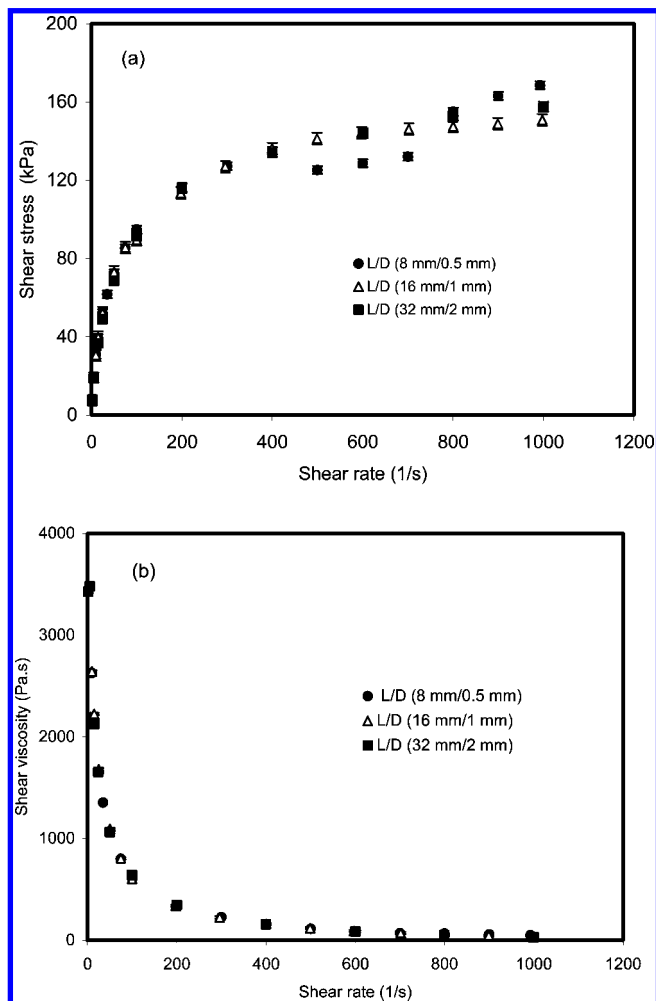 200
(a)
160
120
80
40
0
Shear stress (kPa)
L/D (8 mm/0.5 mm)
L/D (16 mm/1 mm)
L/D (32 mm/2 mm)
0 200 400 600 800 1000 1200
Shear rate (1/s)
4000
(b)
3000
2000
1000
0
Shear viscosity (Pa.s)
L/D (8 mm/0.5 mm)
L/D (16 mm/1 mm)
L/D (32 mm/2 mm)
0 200 400 600 800 1000 1200
Shear rate (1/s)